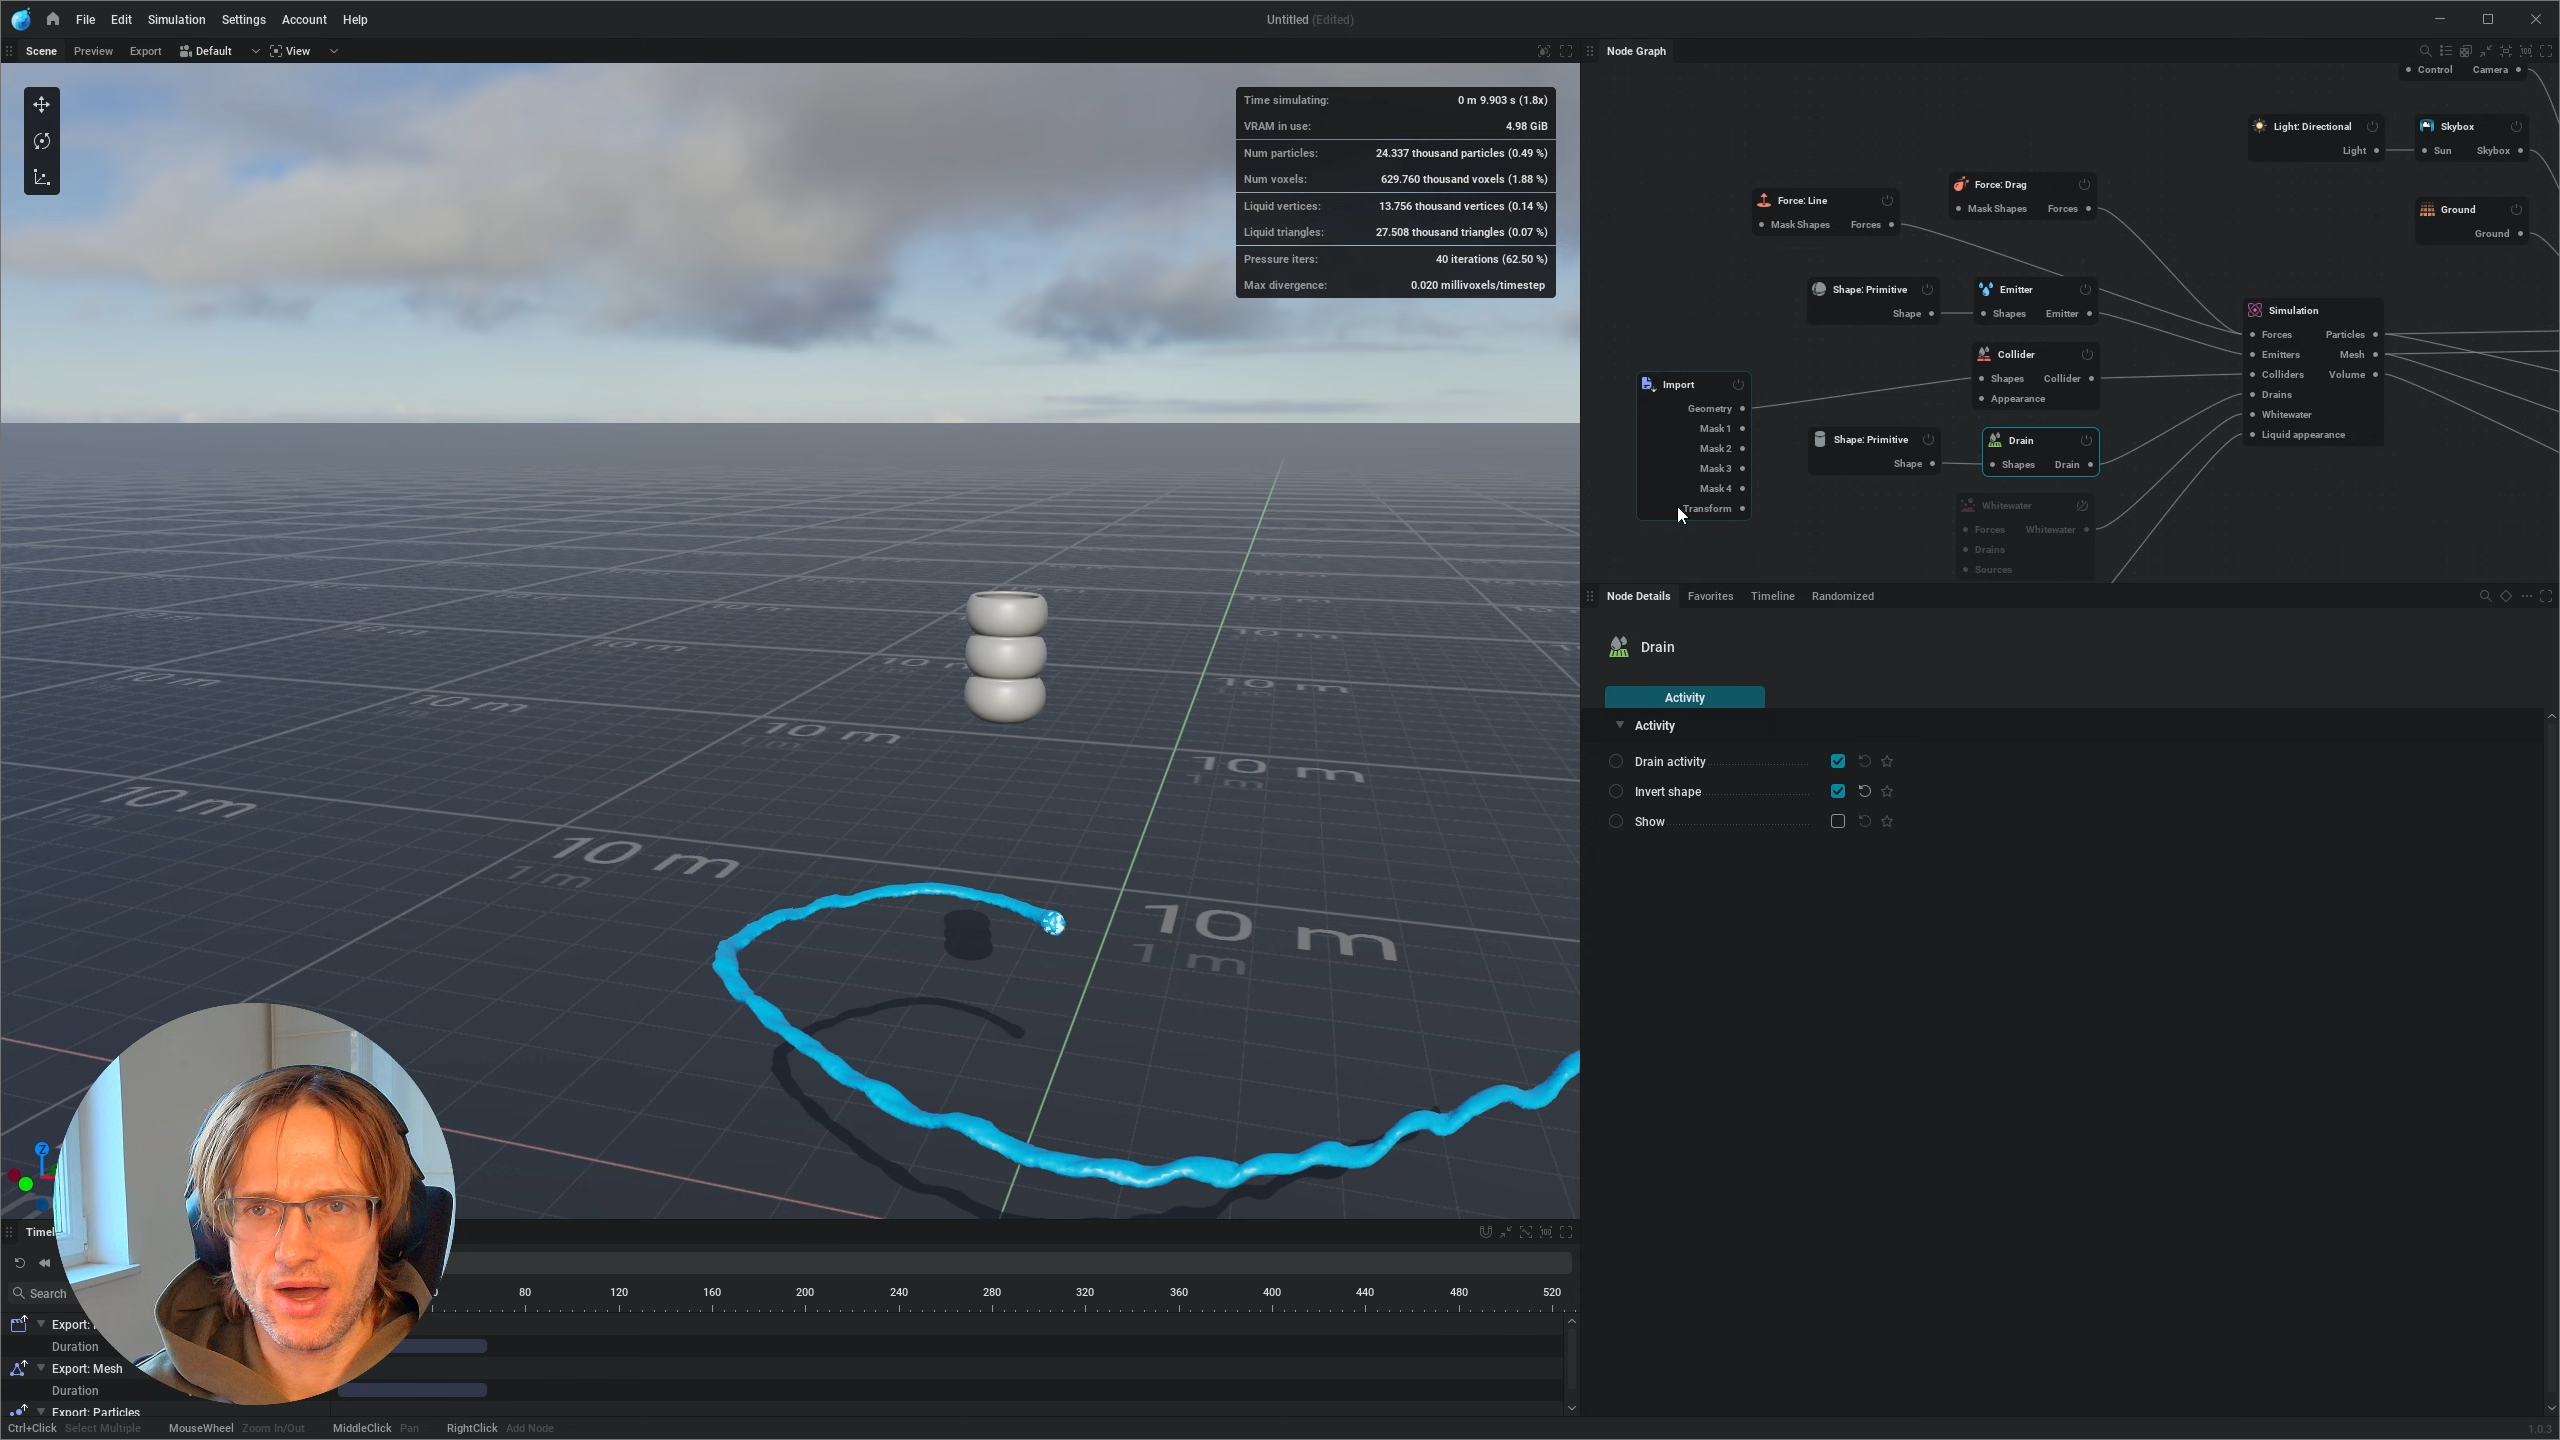 File Edit Simulation Settings Account Help
Untitled (Edited)
Scene Preview Export Default View
Node Graph
Time simulating: 0 m 9.903 s (1.8x)
VRAM in use: 4.98 GiB
Num particles: 24.337 thousand particles (0.49 %)
Num voxels: 629.760 thousand voxels (1.88 %)
Liquid vertices: 13.756 thousand vertices (0.14 %)
Liquid triangles: 27.508 thousand triangles (0.07 %)
Pressure iters: 40 iterations (62.50 %)
Max divergence: 0.020 millivoxels/timestep
Control Camera
Light: Directional
Light
Skybox
Sun Skybox
Ground
Ground
Force: Line
Mask Shapes Forces
Force: Drag
Mask Shapes Forces
Shape: Primitive
Shape
Emitter
Shapes Emitter
Collider
Shapes Collider
Appearance
Simulation
Forces Particles
Emitters Mesh
Colliders Volume
Drains
Whitewater
Liquid appearance
Import
Geometry
Mask 1
Mask 2
Mask 3
Mask 4
Transform
Shape: Primitive
Shape
Drain
Shapes Drain
Whitewater
Forces Whitewater
Drains
Sources
Node Details Favorites Timeline Randomized
Drain
Activity
Activity
Drain activity
Invert shape
Show
10 m
10 m
10 m
10 m
10 m
10 m
10 m
10 m
10 m
1 m
1 m
1 m
1 m
Z
Search
80 120 160 200 240 280 320 360 400 440 480 520
Export:
Duration
Export: Mesh
Duration
Export: Particles
Ctrl+Click Select Multiple MouseWheel Zoom In/Out MiddleClick Pan RightClick Add Node
1.0.3